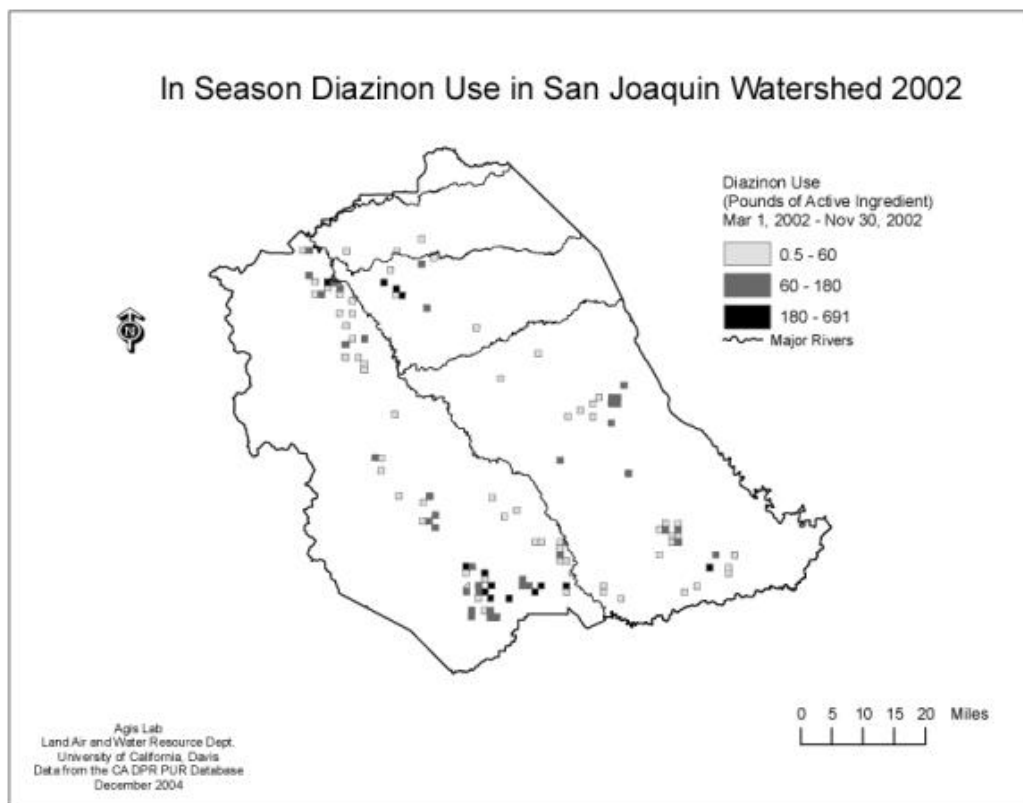 In Season Diazinon Use in San Joaquin Watershed 2002
Diazinon Use
(Pounds of Active Ingredient)
Mar 1, 2002 - Nov 30, 2002
0.5 - 60
60 - 180
180 - 691
Major Rivers
N
0 5 10 15 20 Miles
Agis Lab
Land Air and Water Resource Dept.
University of California, Davis
Data from the CA DPR PUR Database
December 2004